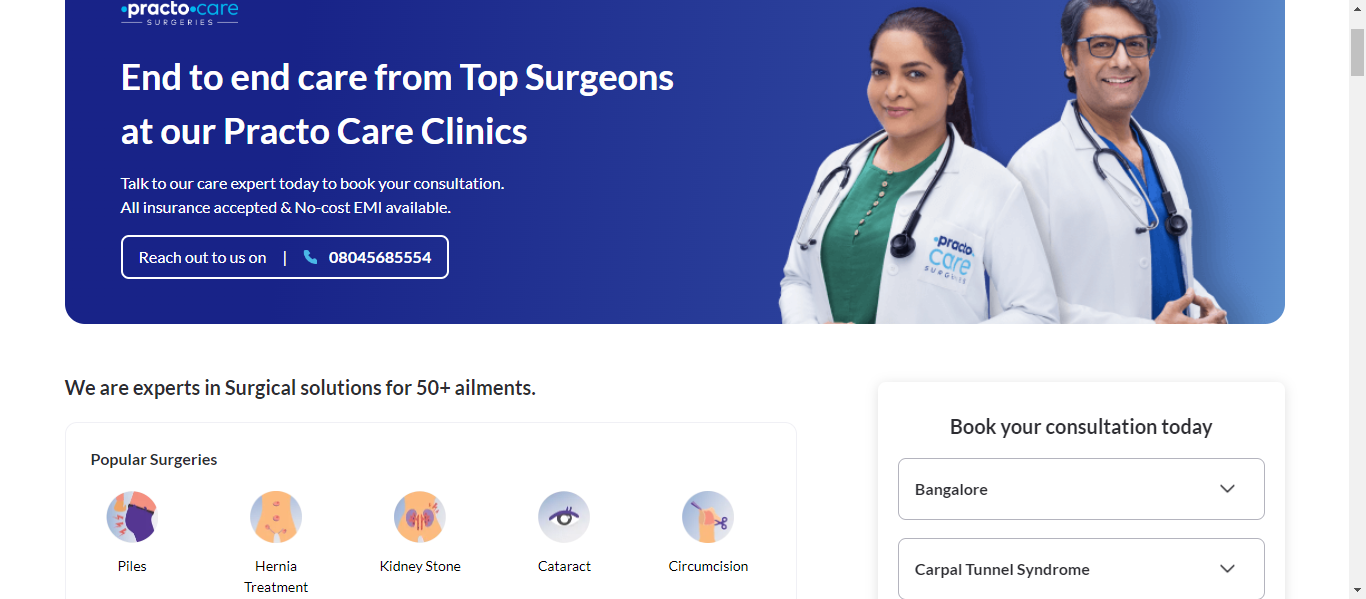 •practo•care
SURGERIES
End to end care from Top Surgeons
at our Practo Care Clinics
Talk to our care expert today to book your consultation.
All insurance accepted & No-cost EMI available.
Reach out to us on | 08045685554
•practo•
care
SURGERIES
We are experts in Surgical solutions for 50+ ailments.
Popular Surgeries
Piles
Hernia
Treatment
Kidney Stone
Cataract
Circumcision
Book your consultation today
Bangalore
Carpal Tunnel Syndrome